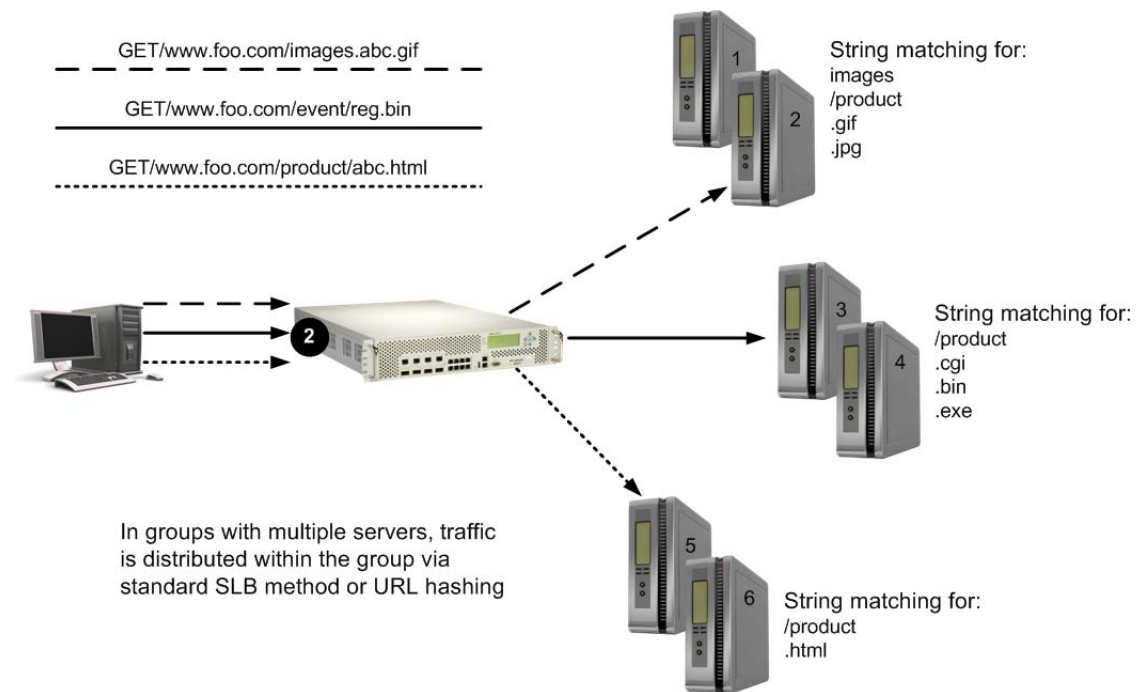 GET/www.foo.com/images.abc.gif
GET/www.foo.com/event/reg.bin
GET/www.foo.com/product/abc.html
1
2
String matching for:
images
/product
.gif
.jpg
2
3
4
String matching for:
/product
.cgi
.bin
.exe
In groups with multiple servers, traffic
is distributed within the group via
standard SLB method or URL hashing
5
6
String matching for:
/product
.html